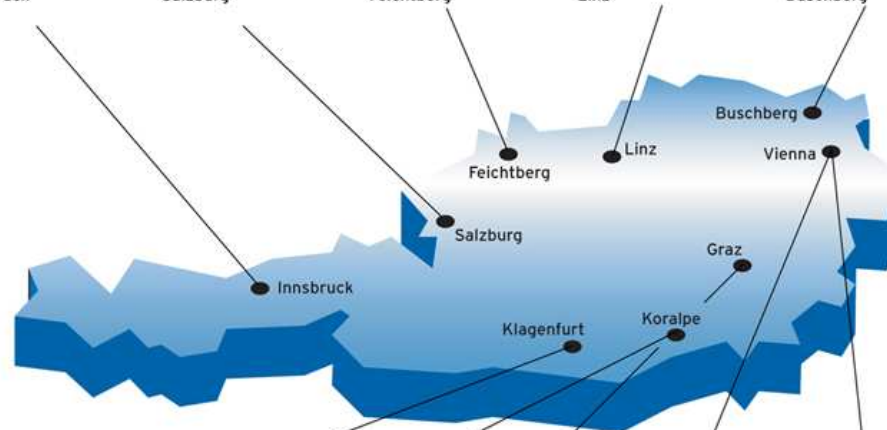 Buschberg
Linz
Vienna
Feichtberg
Salzburg
Graz
Innsbruck
Koralpe
Klagenfurt